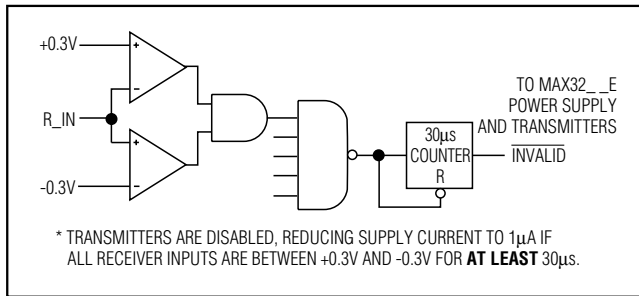 +0.3V
+
-
R_IN
+
-
-0.3V
30µs
COUNTER
R
TO MAX32_ _E
POWER SUPPLY
AND TRANSMITTERS
INVALID
* TRANSMITTERS ARE DISABLED, REDUCING SUPPLY CURRENT TO 1µA IF
ALL RECEIVER INPUTS ARE BETWEEN +0.3V AND -0.3V FOR AT LEAST 30µs.